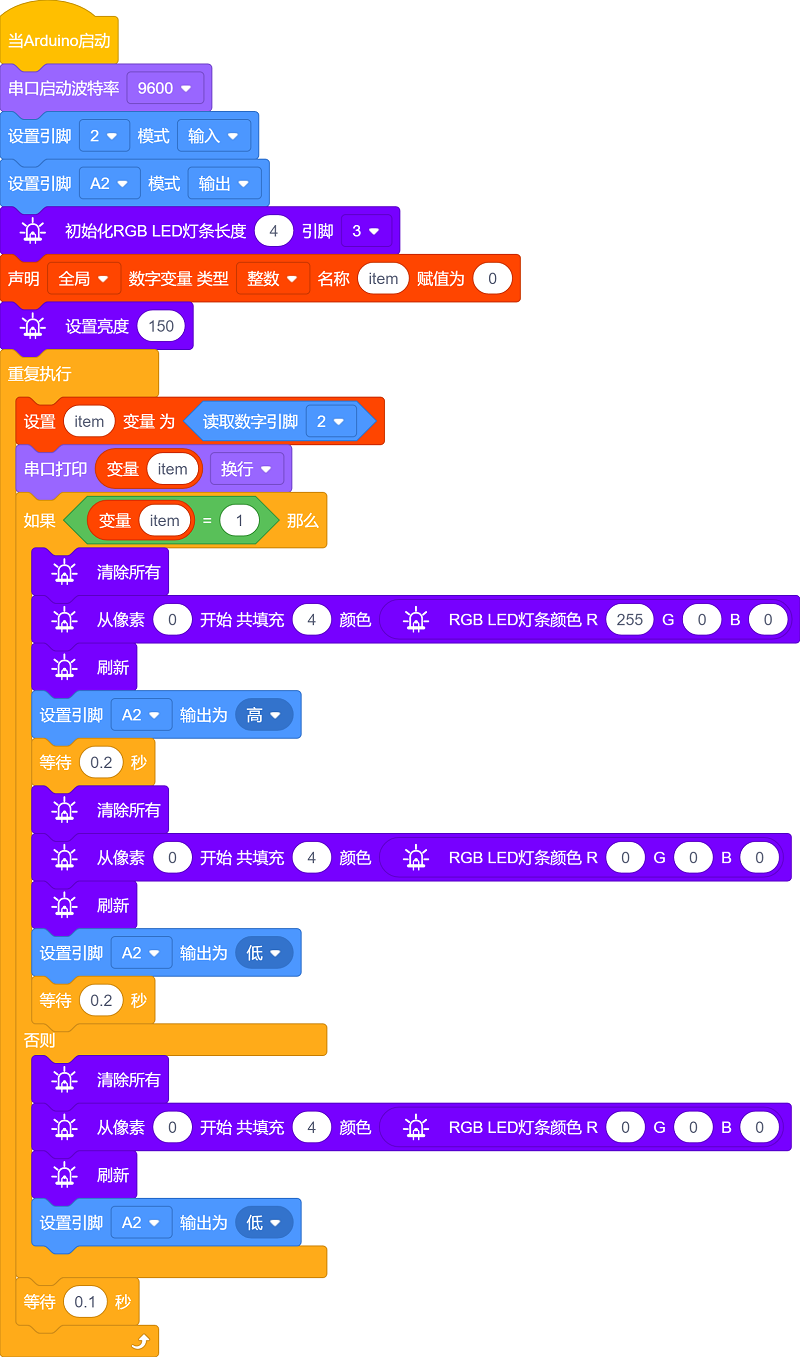 当Arduino启动
串口启动波特率 9600
设置引脚 2 模式 输入
设置引脚 A2 模式 输出
初始化RGB LED灯条长度 4 引脚 3
声明 全局 数字变量 类型 整数 名称 item 赋值为 0
设置亮度 150
重复执行
设置 item 变量 为 读取数字引脚 2
串口打印 变量 item 换行
如果 变量 item = 1 那么
清除所有
从像素 0 开始 共填充 4 颜色 RGB LED灯条颜色 R 255 G 0 B 0
刷新
设置引脚 A2 输出为 高
等待 0.2 秒
清除所有
从像素 0 开始 共填充 4 颜色 RGB LED灯条颜色 R 0 G 0 B 0
刷新
设置引脚 A2 输出为 低
等待 0.2 秒
否则
清除所有
从像素 0 开始 共填充 4 颜色 RGB LED灯条颜色 R 0 G 0 B 0
刷新
设置引脚 A2 输出为 低
等待 0.1 秒